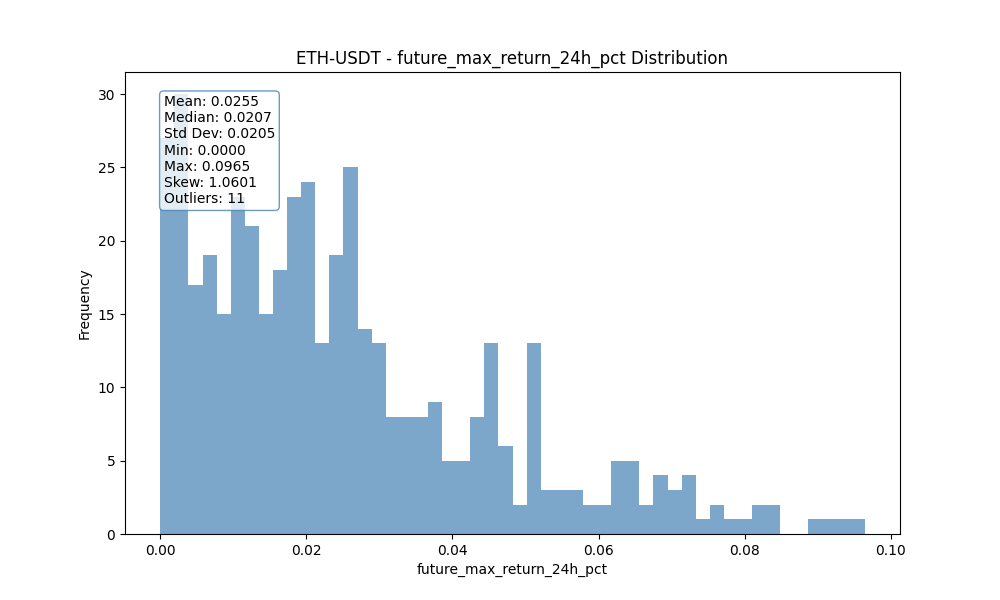 ETH-USDT - future_max_return_24h_pct Distribution
Mean: 0.0255
Median: 0.0207
Std Dev: 0.0205
Min: 0.0000
Max: 0.0965
Skew: 1.0601
Outliers: 11
30
25
20
15
10
5
0
Frequency
0.00 0.02 0.04 0.06 0.08 0.10
future_max_return_24h_pct